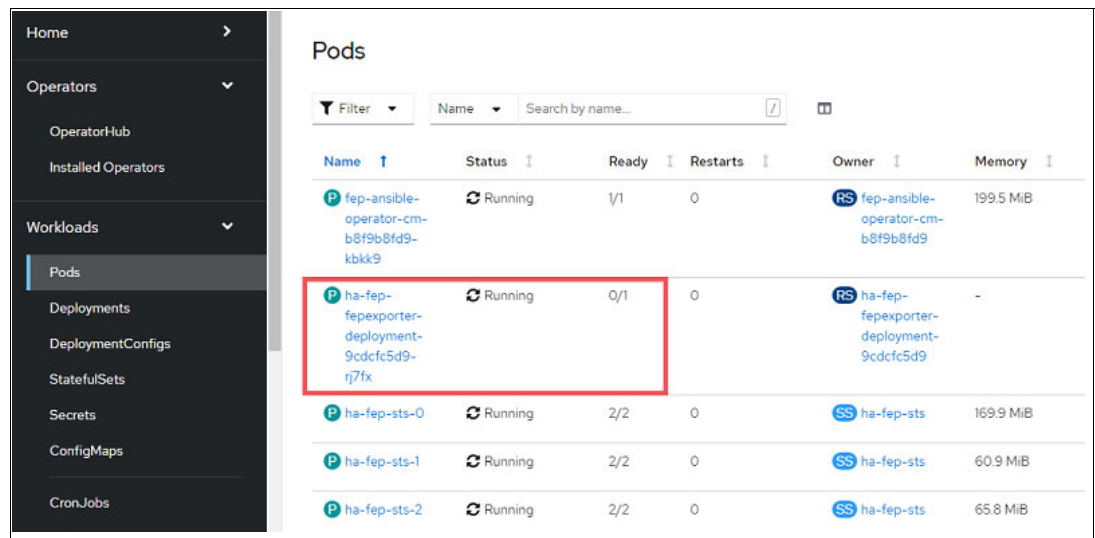 Home
Operators
OperatorHub
Installed Operators
Workloads
Pods
Deployments
DeploymentConfigs
StatefulSets
Secrets
ConfigMaps
CronJobs
Pods
Filter Name Search by name... /
Name Status Ready Restarts Owner Memory
P fep-ansible- Running 1/1 0 RS fep-ansible- 199.5 MiB
operator-cm- operator-cm-
b8f9b8fd9- b8f9b8fd9
kbkk9
P ha-fep- Running 0/1 0 RS ha-fep- -
fepexporter- fepexporter-
deployment- deployment-
9cdcfc5d9- 9cdcfc5d9
rj7fx
P ha-fep-sts-0 Running 2/2 0 SS ha-fep-sts 169.9 MiB
P ha-fep-sts-1 Running 2/2 0 SS ha-fep-sts 60.9 MiB
P ha-fep-sts-2 Running 2/2 0 SS ha-fep-sts 65.8 MiB